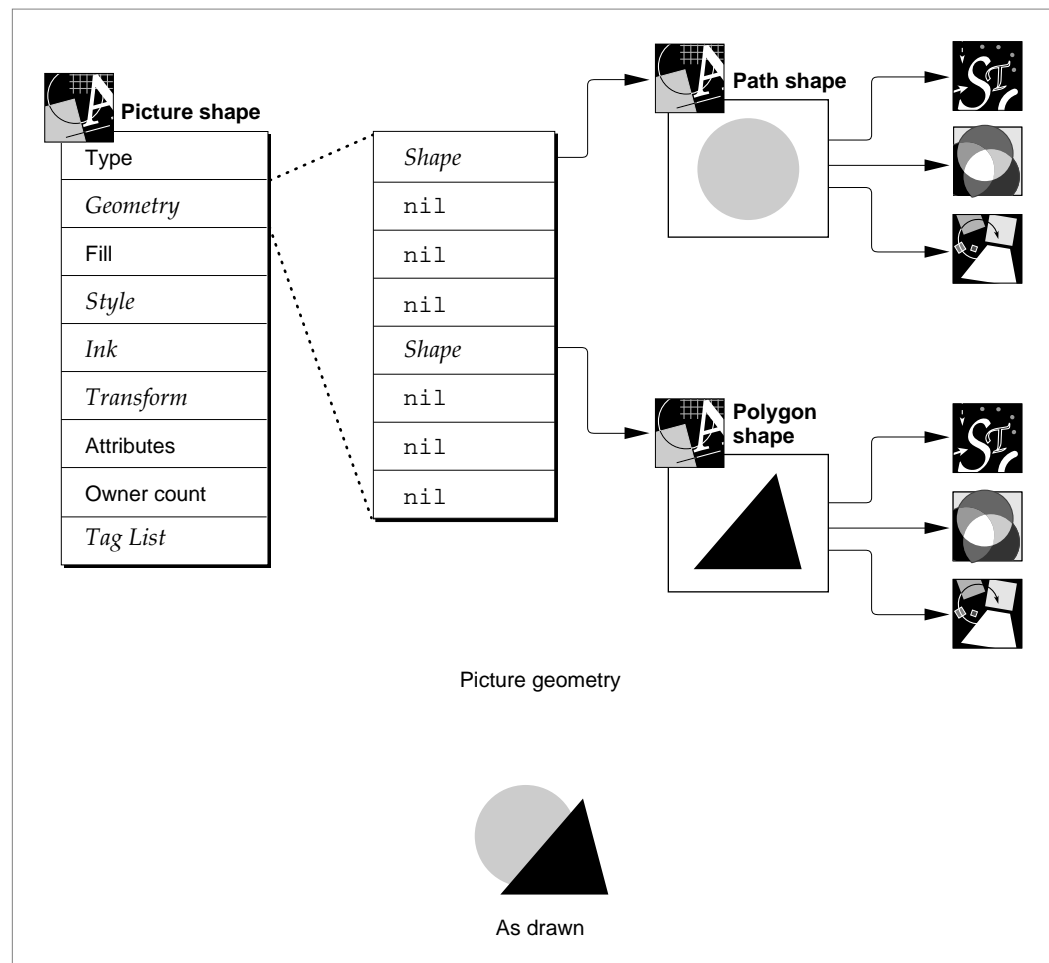 Picture shape
Type
Geometry
Fill
Style
Ink
Transform
Attributes
Owner count
Tag List
Shape
nil
nil
nil
Shape
nil
nil
nil
Path shape
Polygon
shape
Picture geometry
As drawn